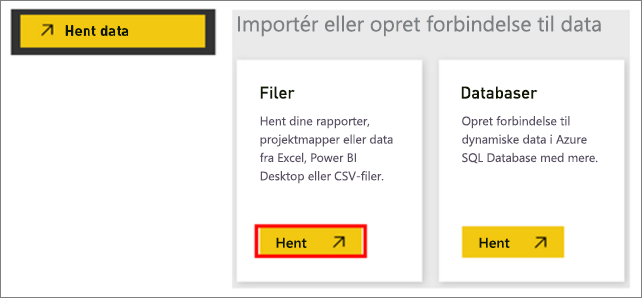 Hent data
Importér eller opret forbindelse til data
Filer
Hent dine rapporter,
projektmapper eller data
fra Excel, Power BI
Desktop eller CSV-filer.
Hent
Databaser
Opret forbindelse til
dynamiske data i Azure
SQL Database med mere.
Hent